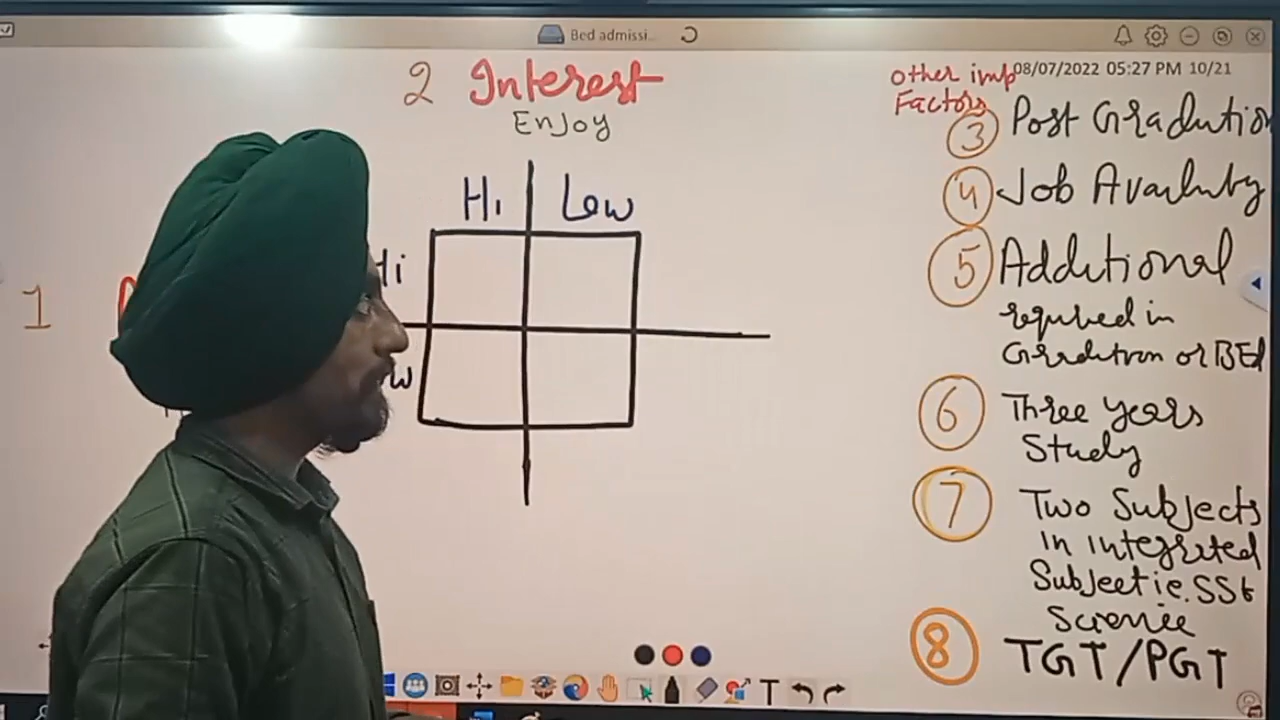 Bed admissi...
08/07/2022 05:27 PM 10/21
2 Interest
Enjoy
Hi Low
Hi
1
other imp
Factors
3 Post Gradution
4 Job Availuty
5 Additional
required in
Gradution or BEd
6 Three years
Study
7 Two Subjects
In integrated
Subject ie. SSt
Science
8 TGT/PGT
T